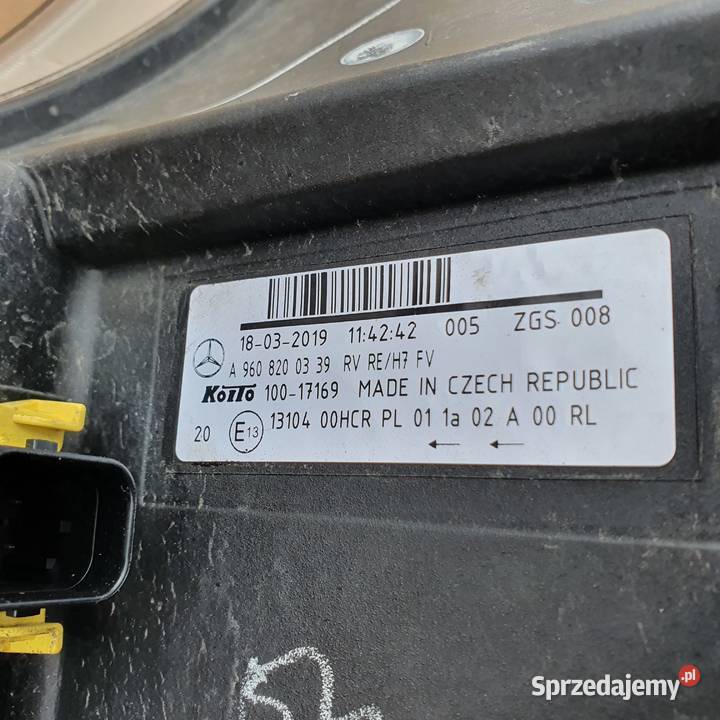 18-03-2019 11:42:42 005 ZGS 008
A 960 820 03 39 RV RE/H7 FV
100-17169 MADE IN CZECH REPUBLIC
20 E13 13104 00HCR PL 01 1a 02 A 00 RL
Sprzedajemy.pl